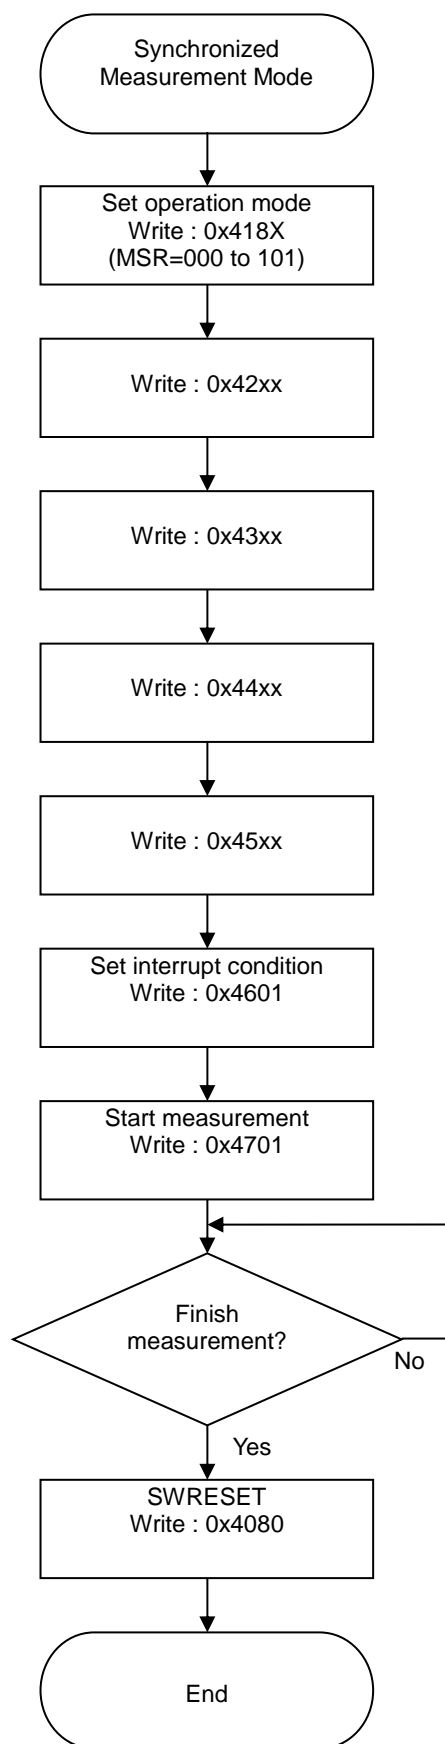 Synchronized
Measurement Mode
Set operation mode
Write : 0x418X
(MSR=000 to 101)
Write : 0x42xx
Write : 0x43xx
Write : 0x44xx
Write : 0x45xx
Set interrupt condition
Write : 0x4601
Start measurement
Write : 0x4701
Finish
measurement?
No
Yes
SWRESET
Write : 0x4080
End